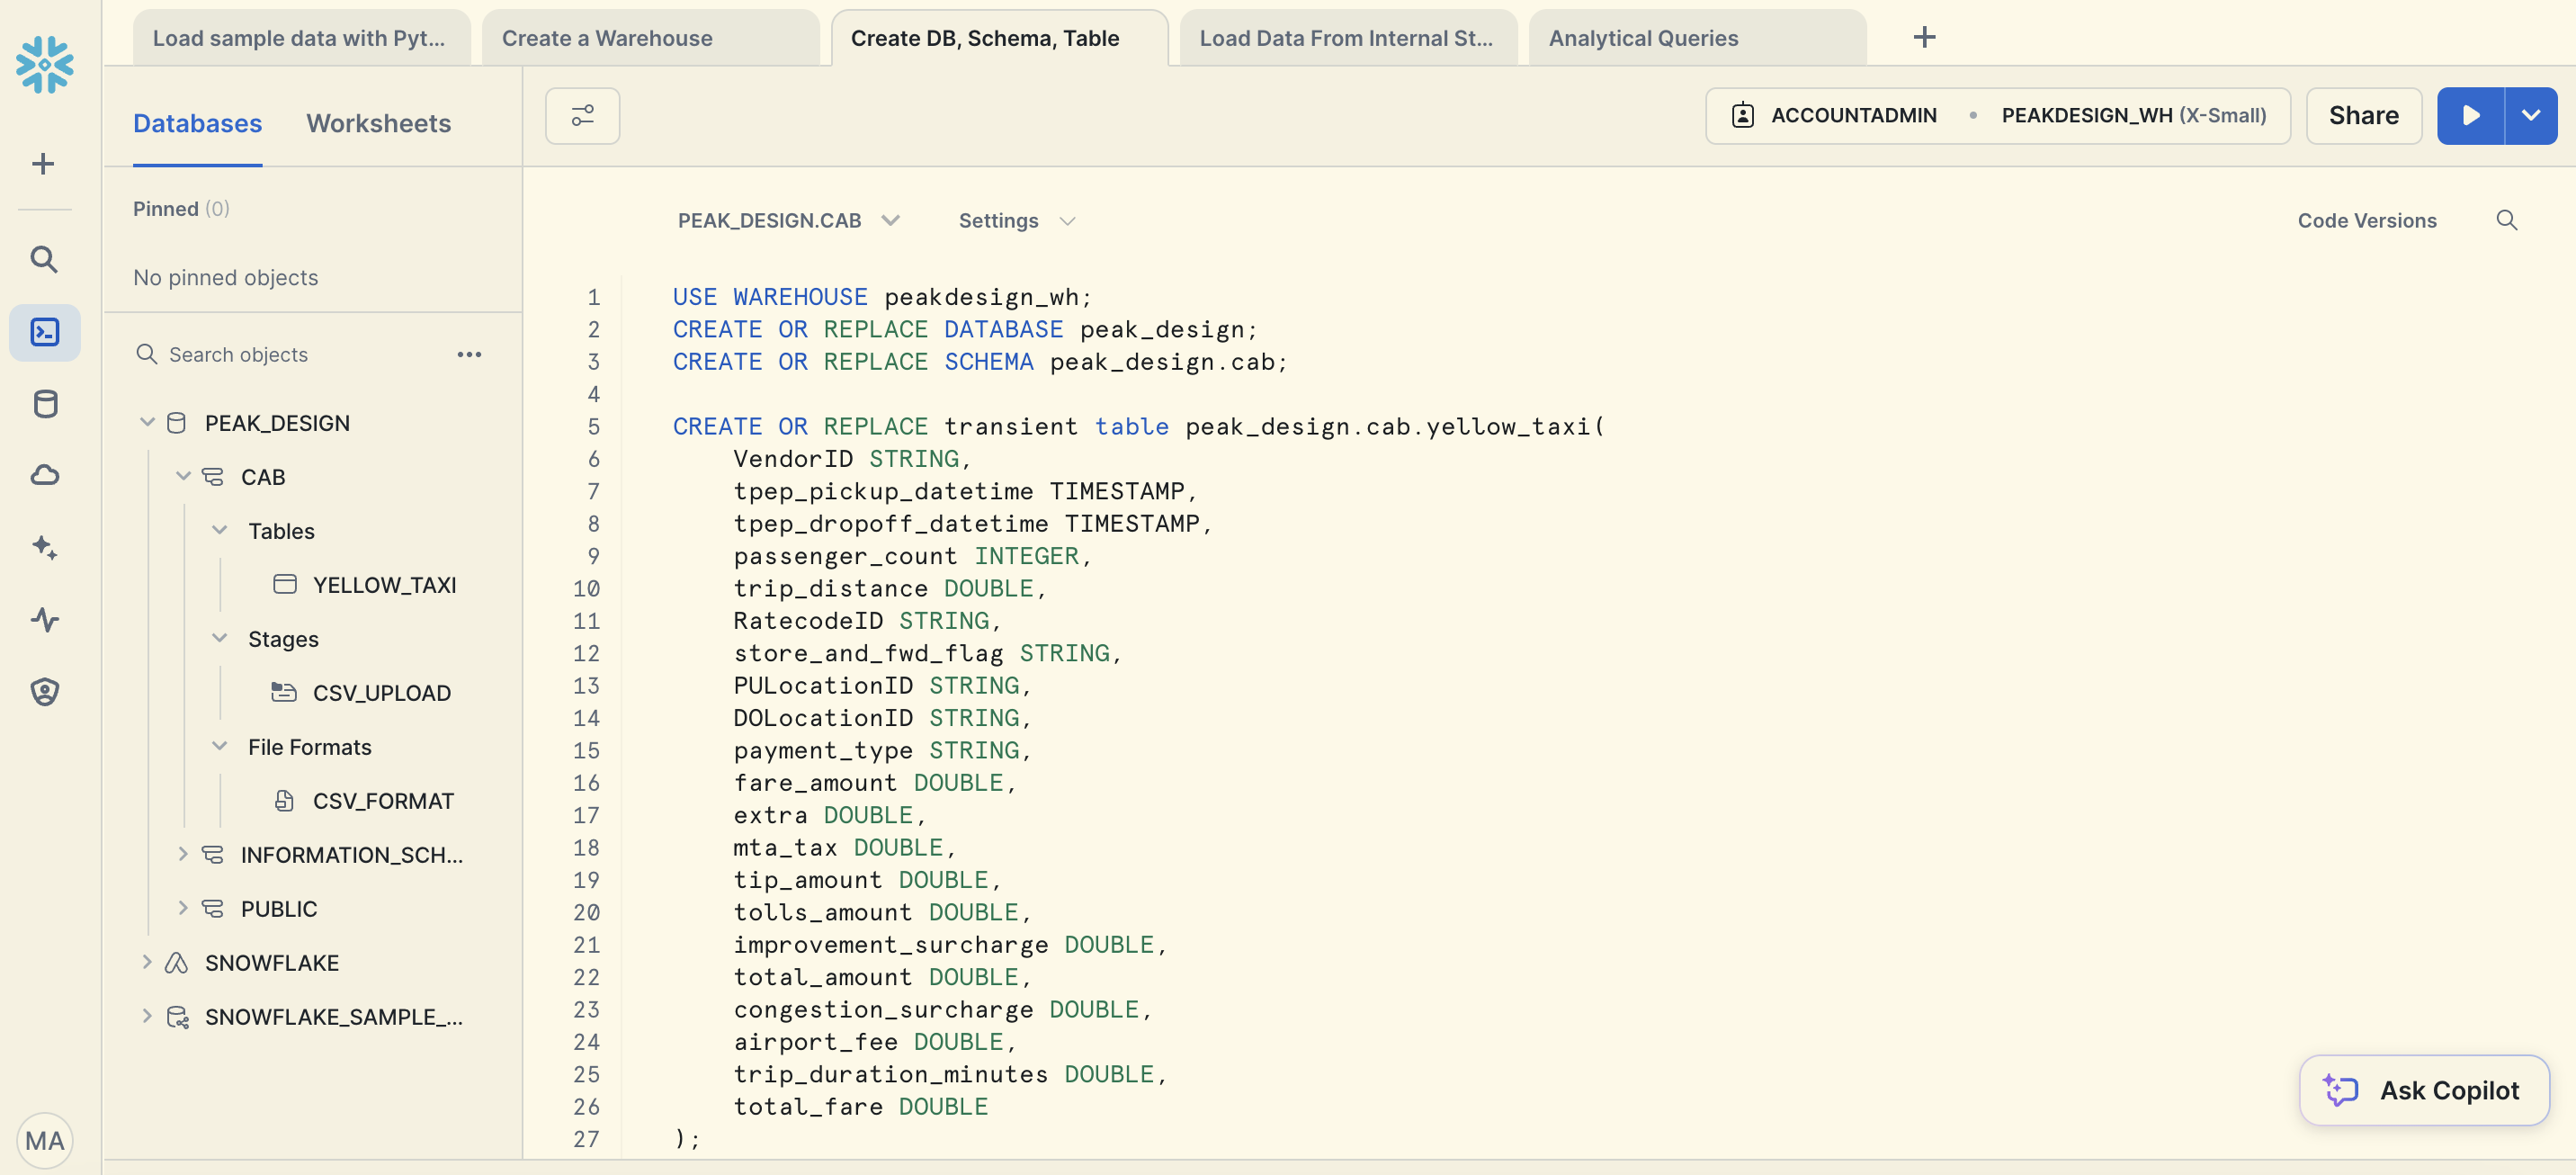 Load sample data with Pyt...
Create a Warehouse
Create DB, Schema, Table
Load Data From Internal St...
Analytical Queries
Databases
Worksheets
ACCOUNTADMIN • PEAKDESIGN_WH (X-Small)
Share
Pinned (0)
No pinned objects
Search objects
PEAK_DESIGN
CAB
Tables
YELLOW_TAXI
Stages
CSV_UPLOAD
File Formats
CSV_FORMAT
INFORMATION_SCH...
PUBLIC
SNOWFLAKE
SNOWFLAKE_SAMPLE_...
MA
PEAK_DESIGN.CAB
Settings
Code Versions
1 USE WAREHOUSE peakdesign_wh;
2 CREATE OR REPLACE DATABASE peak_design;
3 CREATE OR REPLACE SCHEMA peak_design.cab;
4
5 CREATE OR REPLACE transient table peak_design.cab.yellow_taxi(
6 VendorID STRING,
7 tpep_pickup_datetime TIMESTAMP,
8 tpep_dropoff_datetime TIMESTAMP,
9 passenger_count INTEGER,
10 trip_distance DOUBLE,
11 RatecodeID STRING,
12 store_and_fwd_flag STRING,
13 PULocationID STRING,
14 DOLocationID STRING,
15 payment_type STRING,
16 fare_amount DOUBLE,
17 extra DOUBLE,
18 mta_tax DOUBLE,
19 tip_amount DOUBLE,
20 tolls_amount DOUBLE,
21 improvement_surcharge DOUBLE,
22 total_amount DOUBLE,
23 congestion_surcharge DOUBLE,
24 airport_fee DOUBLE,
25 trip_duration_minutes DOUBLE,
26 total_fare DOUBLE
27 );
Ask Copilot